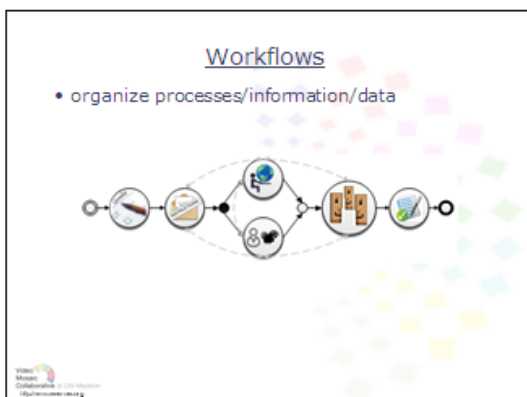 Workflows
• organize processes/information/data
Video
Mosaic
Collaborative at UW-Madison